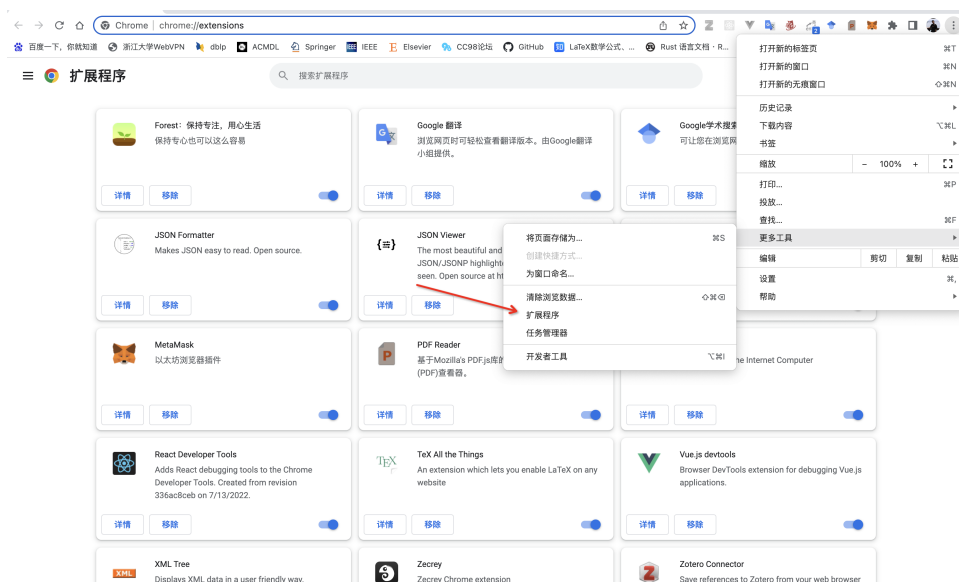 Chrome | chrome://extensions
2
百度一下，你就知道 浙江大学WebVPN dblp ACMDL Springer IEEE Elsevier CC98论坛 GitHub LaTeX数学公式、... Rust 语言文档 · R...
扩展程序
搜索扩展程序
Forest：保持专注，用心生活
保持专心也可以这么容易
详情 移除
Google 翻译
浏览网页时可轻松查看翻译版本。由Google翻译
小组提供。
详情 移除
Google学术搜索
可让您在浏览网
详情 移除
JSON Formatter
Makes JSON easy to read. Open source.
详情 移除
JSON Viewer
The most beautiful and
JSON/JSONP highlight
seen. Open source at ht
详情 移除
MetaMask
以太坊浏览器插件
详情 移除
PDF Reader
基于Mozilla's PDF.js库的
(PDF)查看器。
详情 移除
he Internet Computer
详情 移除
React Developer Tools
Adds React debugging tools to the Chrome
Developer Tools. Created from revision
336ac8ceb on 7/13/2022.
详情 移除
TeX All the Things
An extension which lets you enable LaTeX on any
website
详情 移除
Vue.js devtools
Browser DevTools extension for debugging Vue.js
applications.
详情 移除
XML
XML Tree
Displays XML data in a user friendly way.
Zecrey
Zecrey Chrome extension
Zotero Connector
Save references to Zotero from your web browser
打开新的标签页 ⌘T
打开新的窗口 ⌘N
打开新的无痕窗口 ⇧⌘N
历史记录
下载内容 ⌥⌘L
书签
缩放 − 100% +
打印... ⌘P
投放...
查找... ⌘F
更多工具
编辑 剪切 复制 粘贴
设置 ⌘,
帮助
将页面存储为... ⌘S
创建快捷方式...
为窗口命名...
清除浏览数据... ⇧⌘⌫
扩展程序
任务管理器
开发者工具 ⌥⌘I